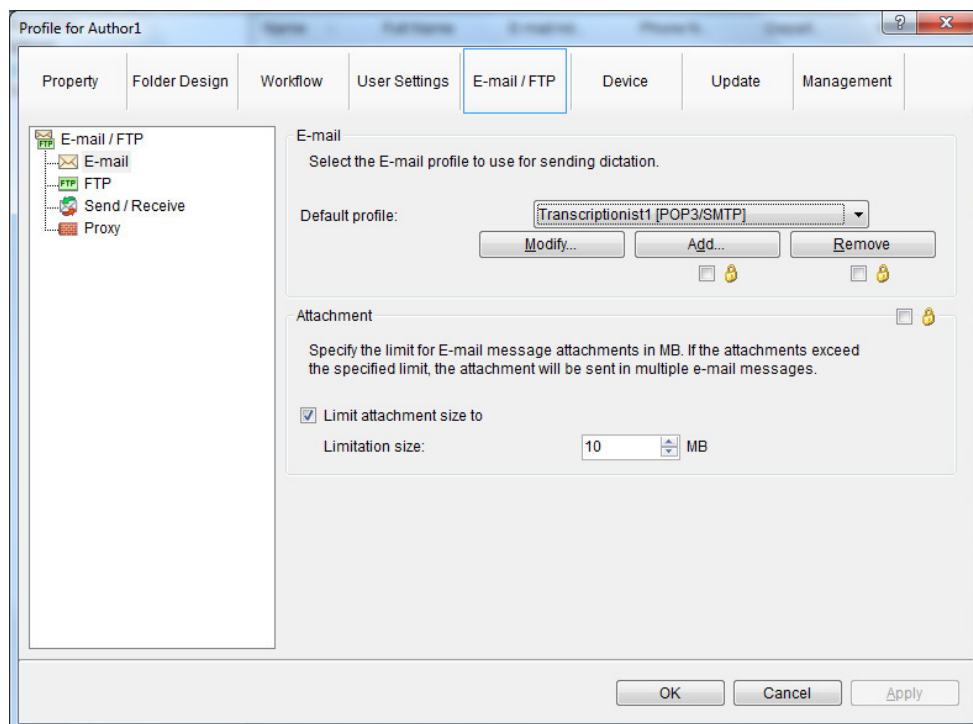 Profile for Author1
Property Folder Design Workflow User Settings E-mail / FTP Device Update Management
E-mail / FTP
E-mail
FTP
Send / Receive
Proxy
E-mail
Select the E-mail profile to use for sending dictation.
Default profile: Transcriptionist1 [POP3/SMTP]
Modify... Add... Remove
Attachment
Specify the limit for E-mail message attachments in MB. If the attachments exceed
the specified limit, the attachment will be sent in multiple e-mail messages.
Limit attachment size to
Limitation size: 10 MB
OK Cancel Apply